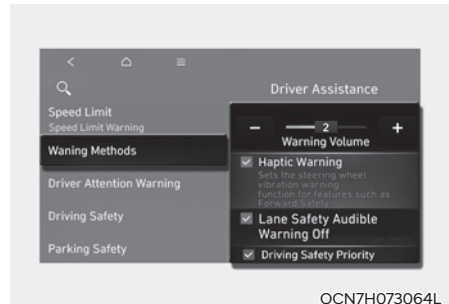 Driver Assistance
Speed Limit
Speed Limit Warning
Waning Methods
Driver Attention Warning
Driving Safety
Parking Safety
− 2 +
Warning Volume
Haptic Warning
Sets the steering wheel
vibration warning
function for features such as
Forward Safety
Lane Safety Audible
Warning Off
Driving Safety Priority
OCN7H073064L